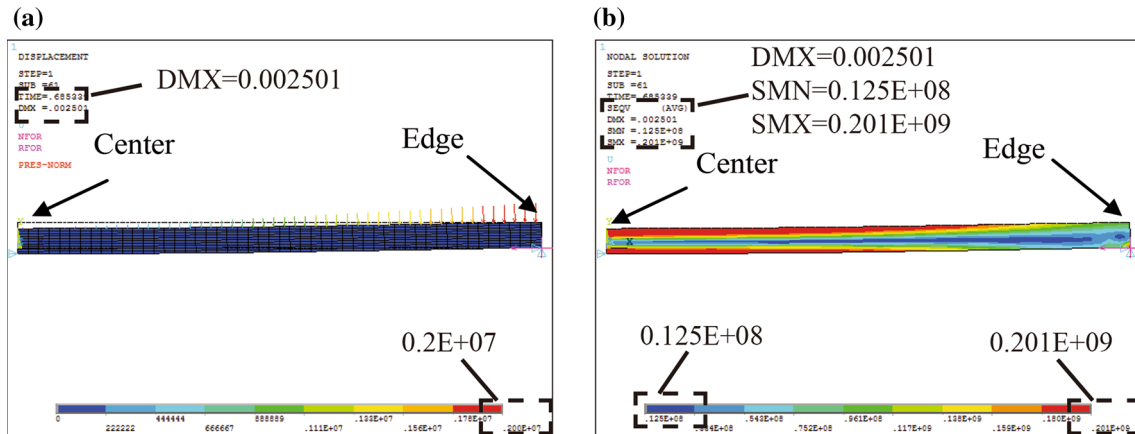 (a)
1
DISPLACEMENT
STEP=1
SUB =61
TIME=.685339
DMX =.002501
DMX=0.002501
U
NFOR
RFOR
PRES-NORM
Center
Edge
0.2E+07
0
222222
444444
666667
888889
.111E+07
.133E+07
.156E+07
.178E+07
.200E+07
(b)
1
NODAL SOLUTION
STEP=1
SUB =61
TIME=.685339
SEQV (AVG)
DMX =.002501
SMN =.125E+08
SMX =.201E+09
DMX=0.002501
SMN=0.125E+08
SMX=0.201E+09
U
NFOR
RFOR
Center
Edge
X
0.125E+08
0.201E+09
.125E+08
.543E+08
.752E+08
.961E+08
.117E+09
.138E+09
.159E+09
.180E+09
.201E+09